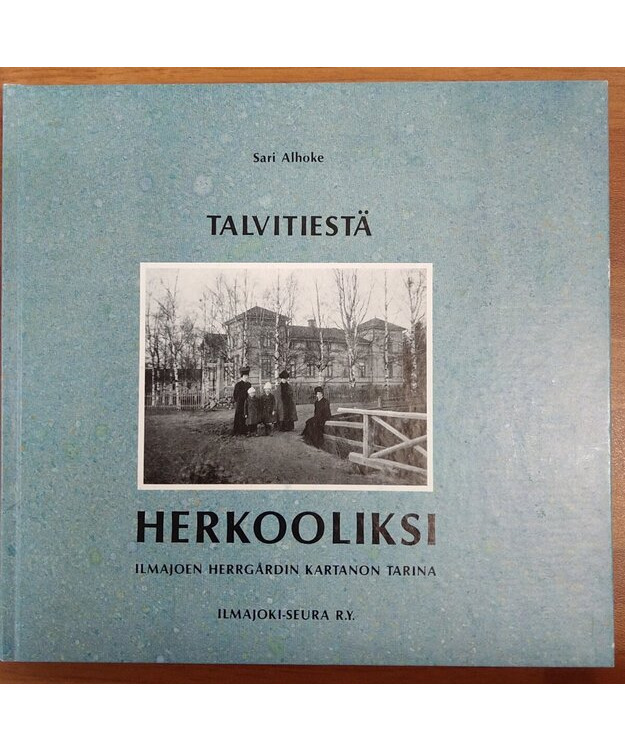 Sari Alhoke
TALVITIESTÄ
HERKOOLIKSI
ILMAJOEN HERRGÅRDIN KARTANON TARINA
ILMAJOKI-SEURA R.Y.